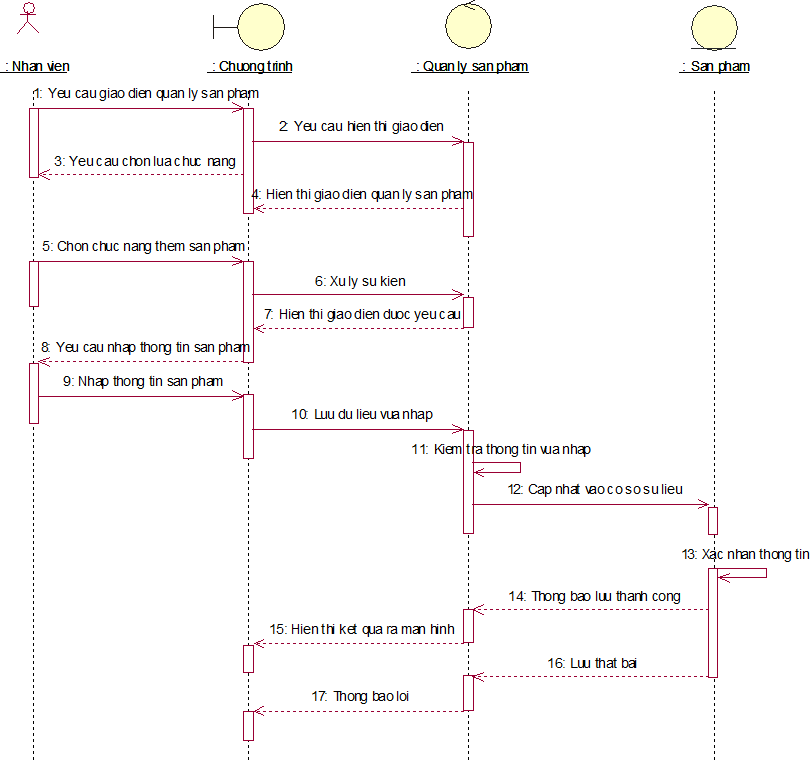 : Nhan vien
: Chuong trinh
: Quan ly san pham
: San pham
1: Yeu cau giao dien quan ly san pham
2: Yeu cau hien thi giao dien
3: Yeu cau chon lua chuc nang
4: Hien thi giao dien quan ly san pham
5: Chon chuc nang them san pham
6: Xu ly su kien
7: Hien thi giao dien duoc yeu cau
8: Yeu cau nhap thong tin san pham
9: Nhap thong tin san pham
10: Luu du lieu vua nhap
11: Kiem tra thong tin vua nhap
12: Cap nhat vao co so su lieu
13: Xac nhan thong tin
14: Thong bao luu thanh cong
15: Hien thi ket qua ra man hinh
16: Luu that bai
17: Thong bao loi